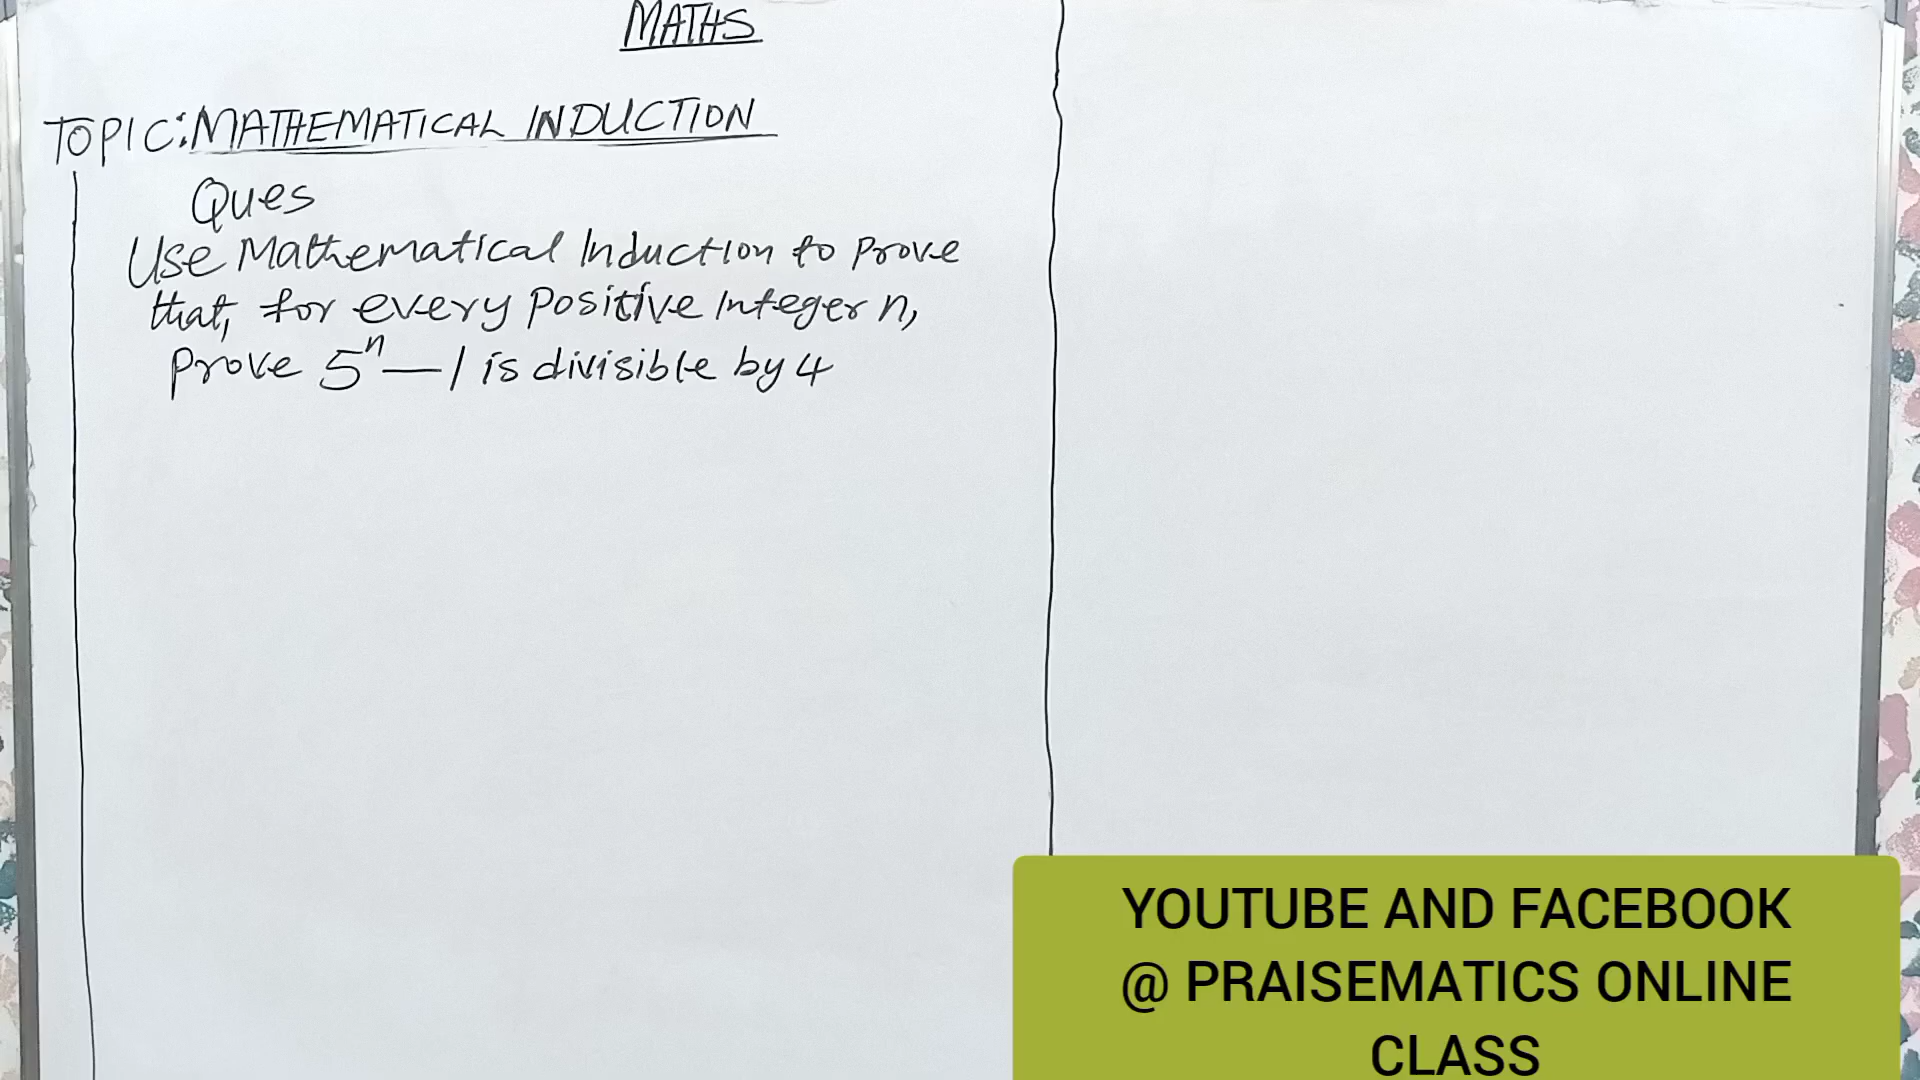 MATHS
TOPIC: MATHEMATICAL INDUCTION
Ques
Use Mathematical Induction to prove
that, for every positive Integer n,
Prove 5ⁿ — 1 is divisible by 4
YOUTUBE AND FACEBOOK
@ PRAISEMATICS ONLINE
CLASS